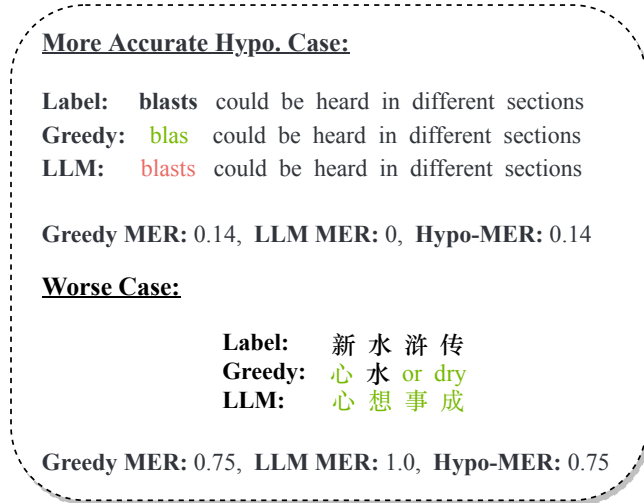 More Accurate Hypo. Case:
Label: blasts could be heard in different sections
Greedy: blas could be heard in different sections
LLM: blasts could be heard in different sections
Greedy MER: 0.14, LLM MER: 0, Hypo-MER: 0.14
Worse Case:
Label: 新 水 浒 传
Greedy: 心 水 or dry
LLM: 心 想 事 成
Greedy MER: 0.75, LLM MER: 1.0, Hypo-MER: 0.75